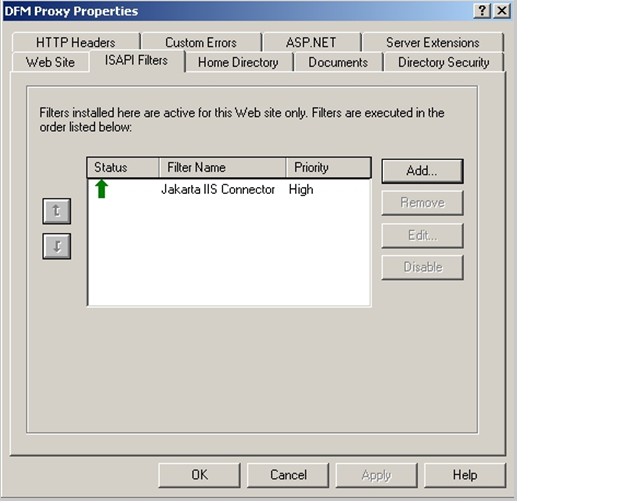 DFM Proxy Properties
HTTP Headers Custom Errors ASP.NET Server Extensions
Web Site ISAPI Filters Home Directory Documents Directory Security
Filters installed here are active for this Web site only. Filters are executed in the
order listed below:
Status Filter Name Priority
Jakarta IIS Connector High
Add...
Remove
Edit...
Disable
OK Cancel Apply Help